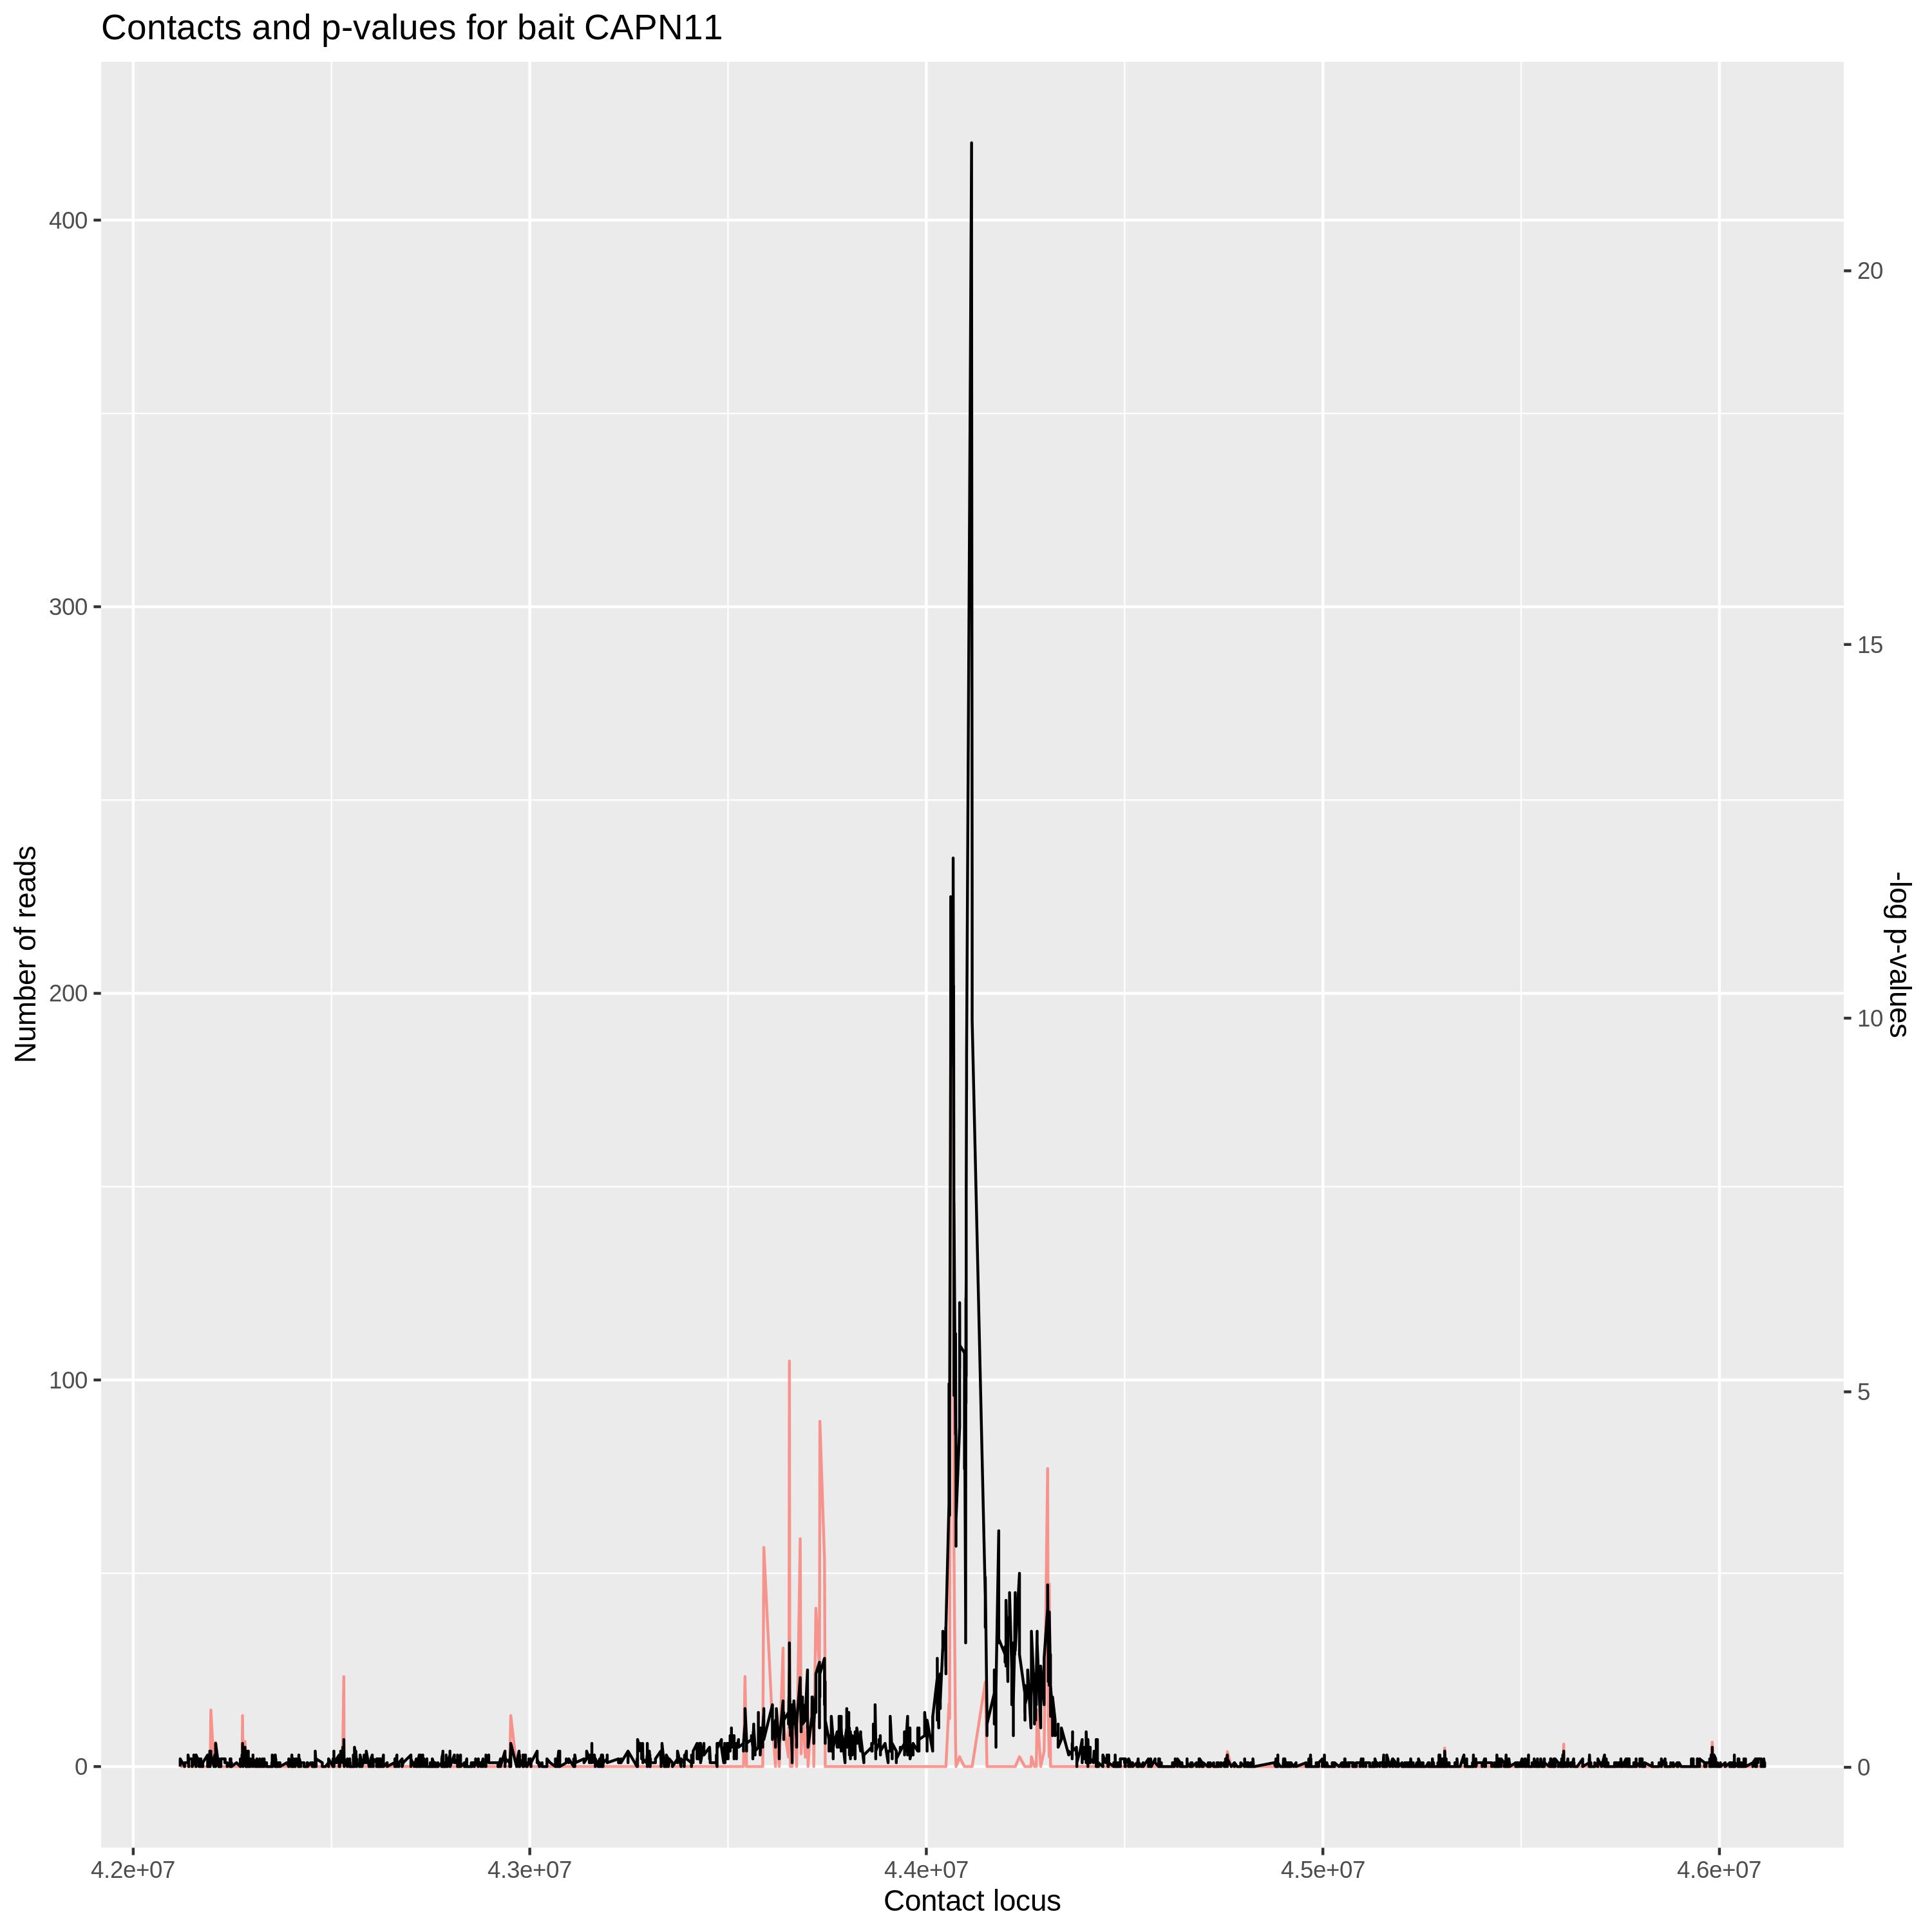 Contacts and p-values for bait CAPN11
400
300
200
100
0
Number of reads
20
15
10
5
0
-log p-values
4.2e+07
4.3e+07
4.4e+07
4.5e+07
4.6e+07
Contact locus